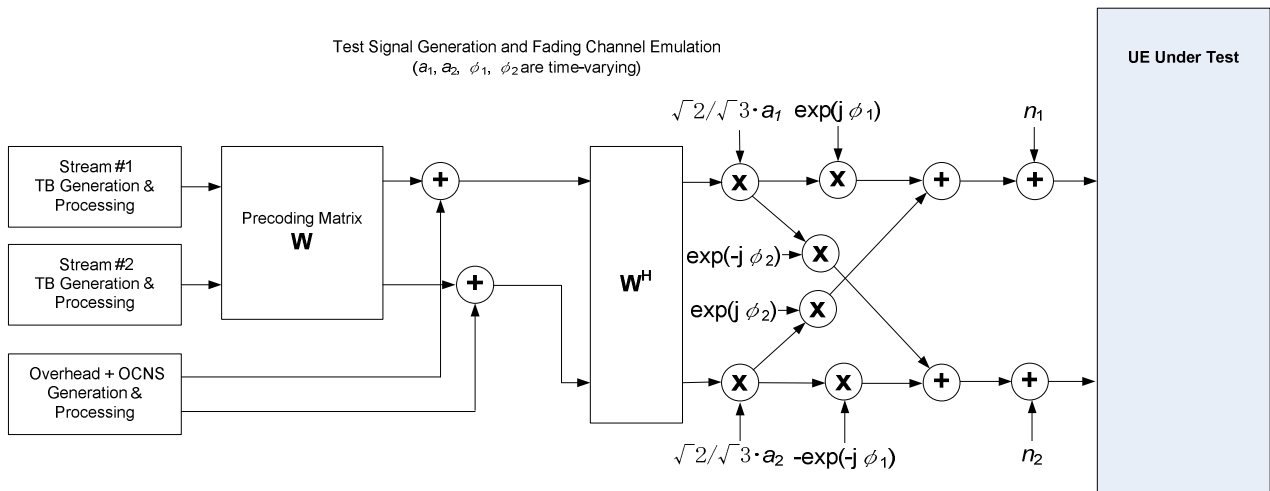 Test Signal Generation and Fading Channel Emulation
(a1, a2, ϕ1, ϕ2 are time-varying)
UE Under Test
√2/√3·a1 exp(j ϕ1)
n1
Stream #1
TB Generation &
Processing
Precoding Matrix
W
+
X
X
+
+
Stream #2
TB Generation &
Processing
+
WH
exp(-j ϕ2)
X
exp(j ϕ2)
X
Overhead + OCNS
Generation &
Processing
X
X
+
+
√2/√3·a2 -exp(-j ϕ1)
n2